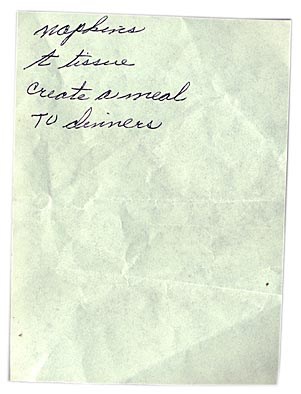 napkins
t tissue
create a meal
TV dinners